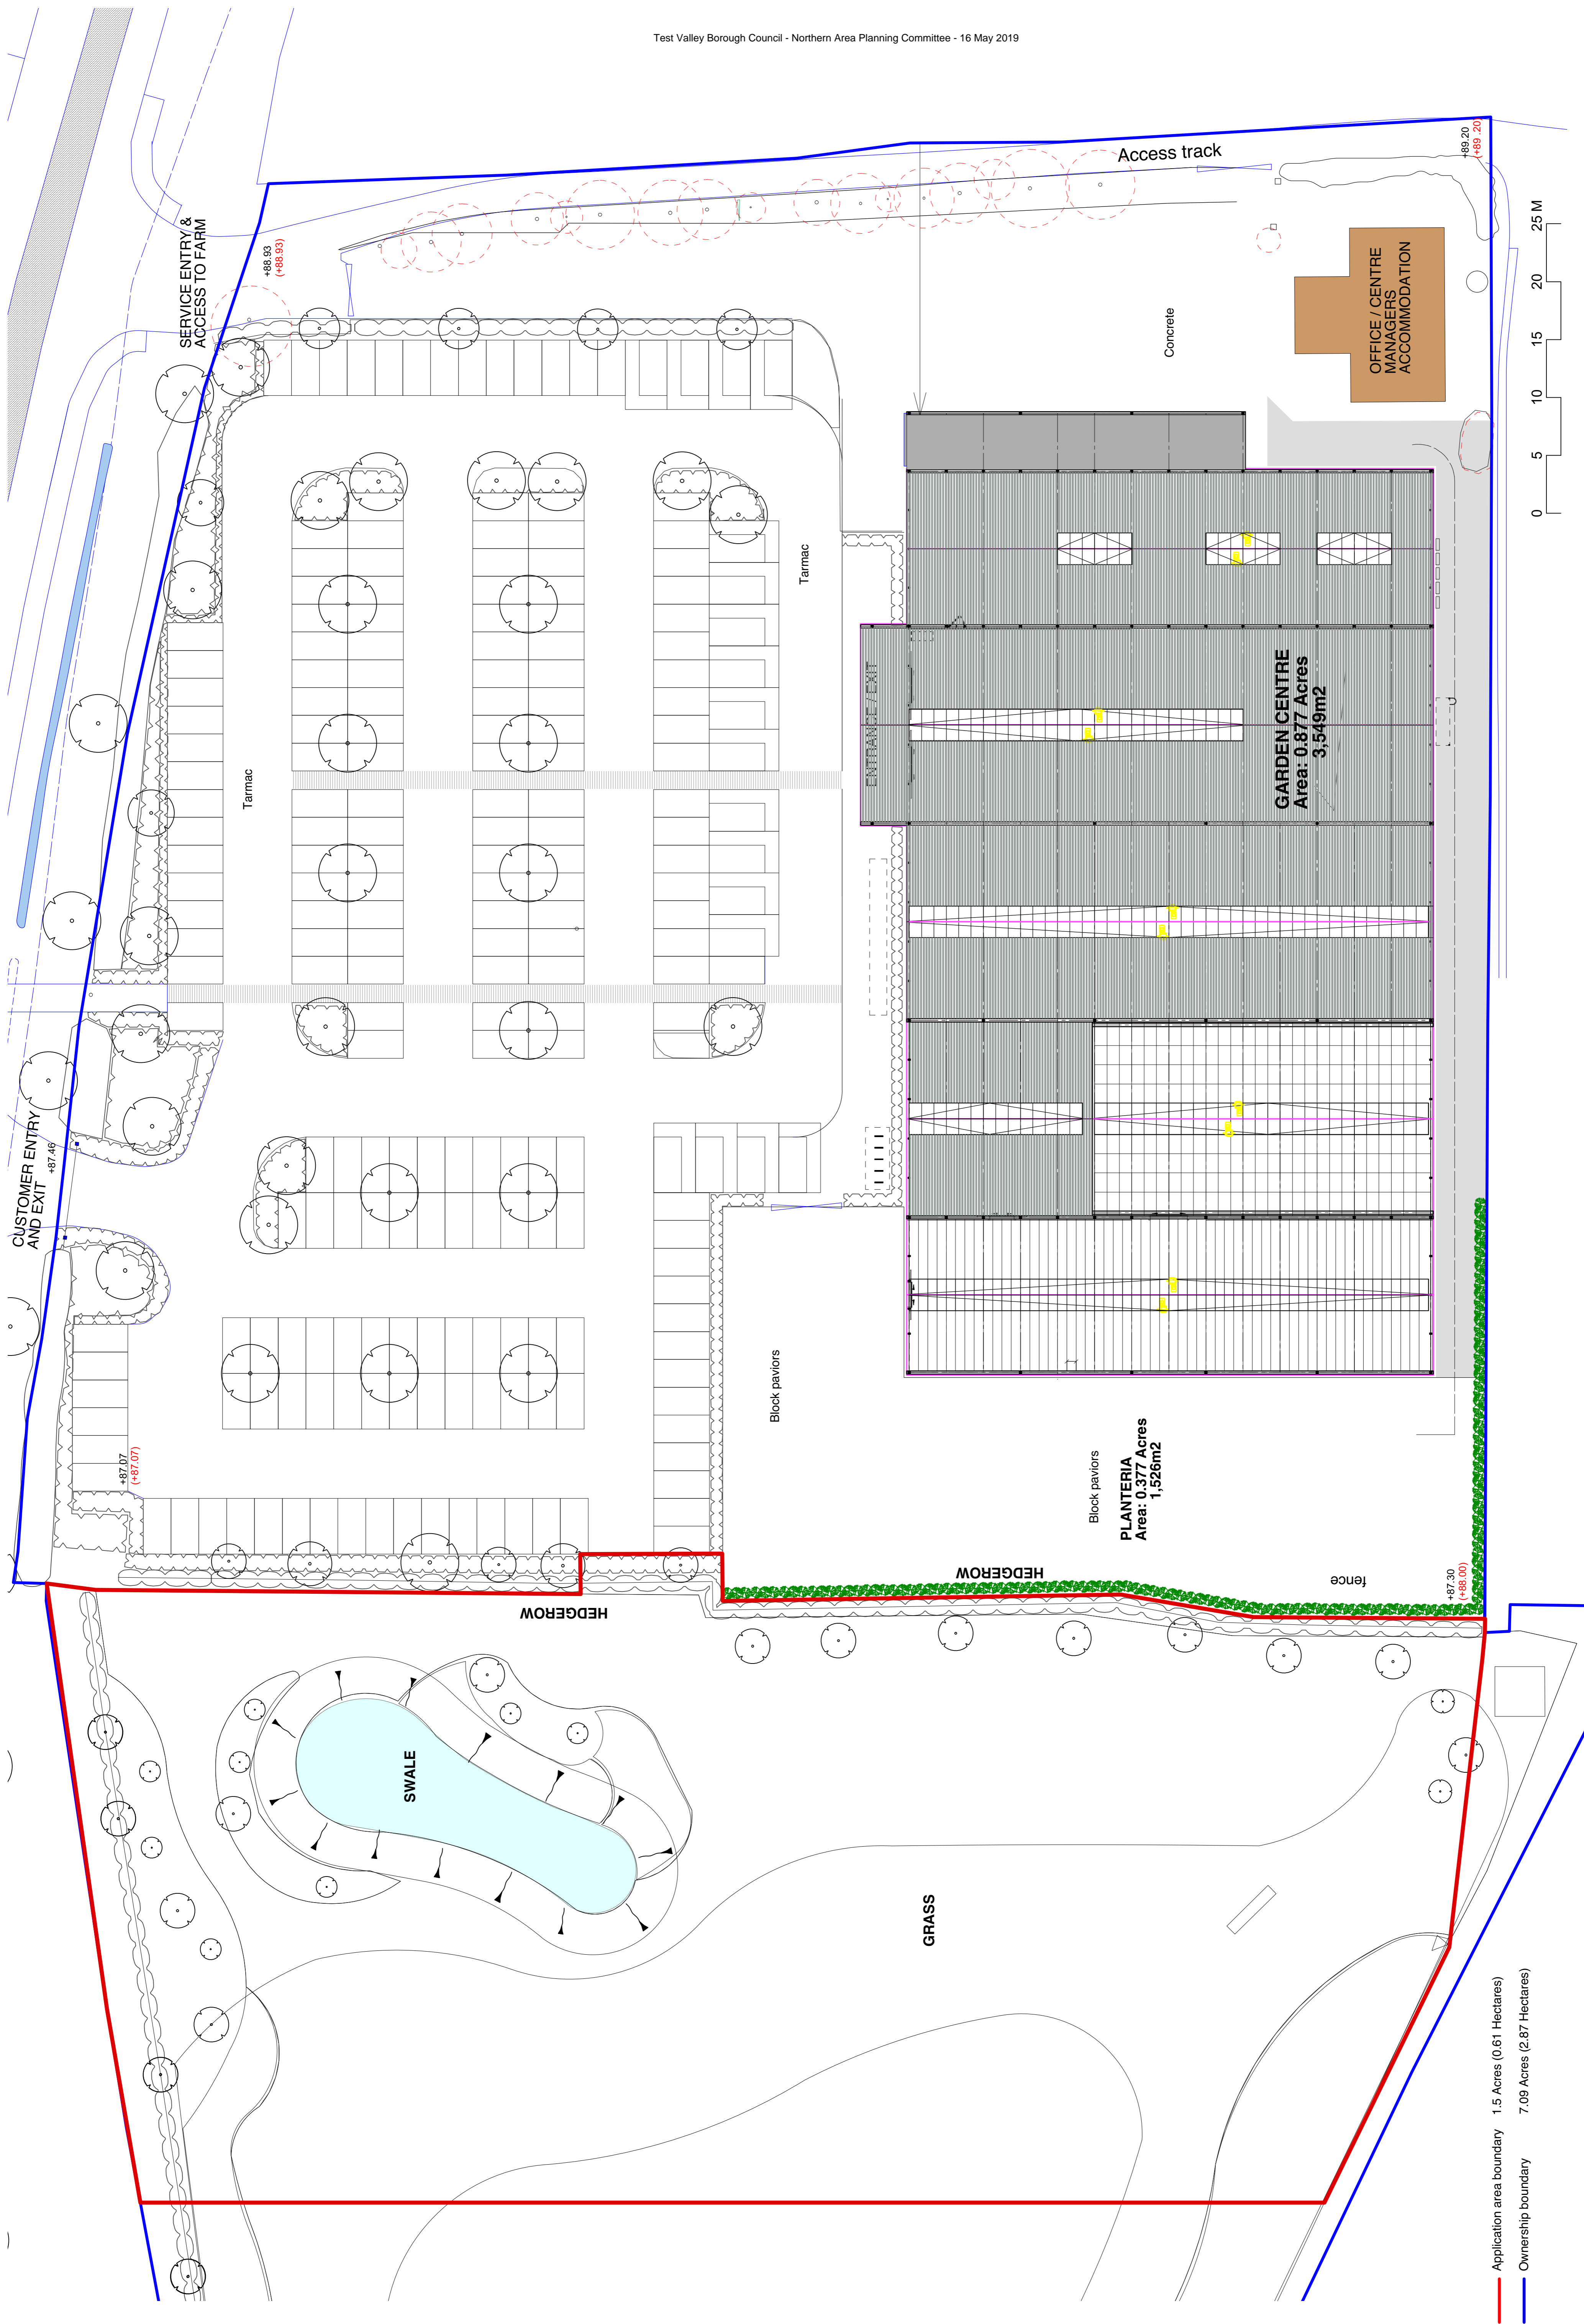 Test Valley Borough Council - Northern Area Planning Committee - 16 May 2019
Access track
+89.20
(+89 .20)
SERVICE ENTRY &
ACCESS TO FARM
+88.93
(+88.93)
OFFICE / CENTRE
MANAGERS
ACCOMMODATION
Concrete
0 5 10 15 20 25 M
Tarmac
Tarmac
ENTRANCE / EXIT
GARDEN CENTRE
Area: 0.877 Acres
3,549m2
CUSTOMER ENTRY
AND EXIT
+87.46
Block paviors
+87.07
(+87.07)
Block paviors
PLANTERIA
Area: 0.377 Acres
1,526m2
HEDGEROW
fence
+87.30
(+88.00)
HEDGEROW
SWALE
GRASS
Application area boundary 1.5 Acres (0.61 Hectares)
Ownership boundary 7.09 Acres (2.87 Hectares)